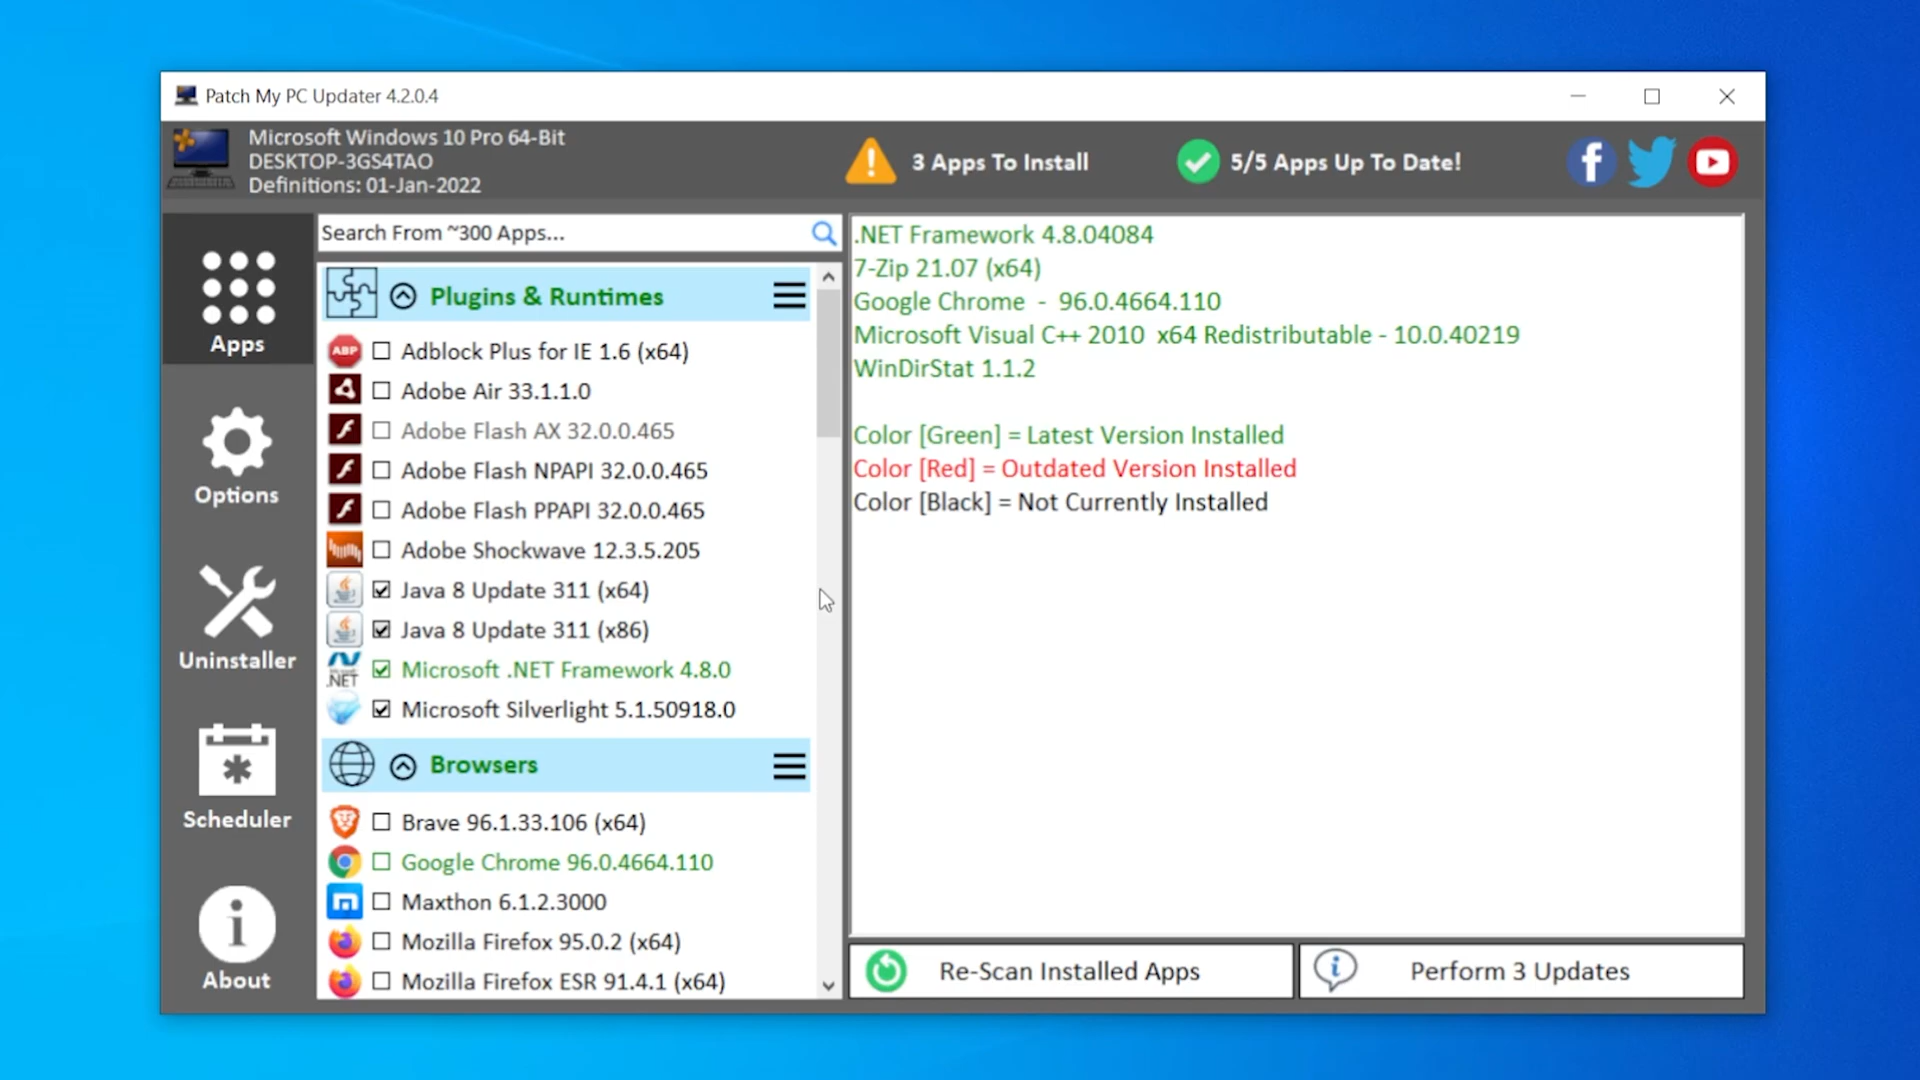 Patch My PC Updater 4.2.0.4
Microsoft Windows 10 Pro 64-Bit
DESKTOP-3GS4TAO
Definitions: 01-Jan-2022
3 Apps To Install
5/5 Apps Up To Date!
Apps
Options
Uninstaller
Scheduler
About
Search From ~300 Apps...
Plugins & Runtimes
ABP
Adblock Plus for IE 1.6 (x64)
Adobe Air 33.1.1.0
Adobe Flash AX 32.0.0.465
Adobe Flash NPAPI 32.0.0.465
Adobe Flash PPAPI 32.0.0.465
Adobe Shockwave 12.3.5.205
Java 8 Update 311 (x64)
Java 8 Update 311 (x86)
.NET
Microsoft .NET Framework 4.8.0
Microsoft Silverlight 5.1.50918.0
Browsers
Brave 96.1.33.106 (x64)
Google Chrome 96.0.4664.110
Maxthon 6.1.2.3000
Mozilla Firefox 95.0.2 (x64)
Mozilla Firefox ESR 91.4.1 (x64)
.NET Framework 4.8.04084
7-Zip 21.07 (x64)
Google Chrome - 96.0.4664.110
Microsoft Visual C++ 2010 x64 Redistributable - 10.0.40219
WinDirStat 1.1.2
Color [Green] = Latest Version Installed
Color [Red] = Outdated Version Installed
Color [Black] = Not Currently Installed
Re-Scan Installed Apps
Perform 3 Updates